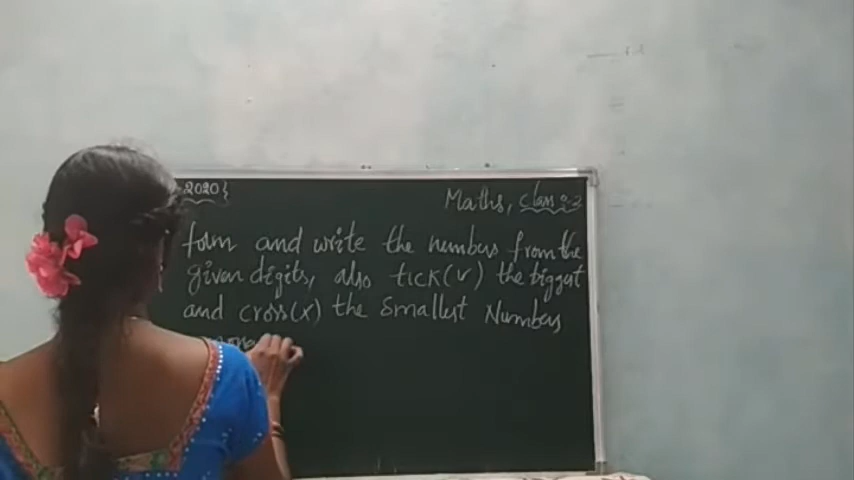 2020}
Maths, class:-2
form and write the numbers from the
given digits, also tick(✓) the biggest
and cross(x) the smallest Numbers